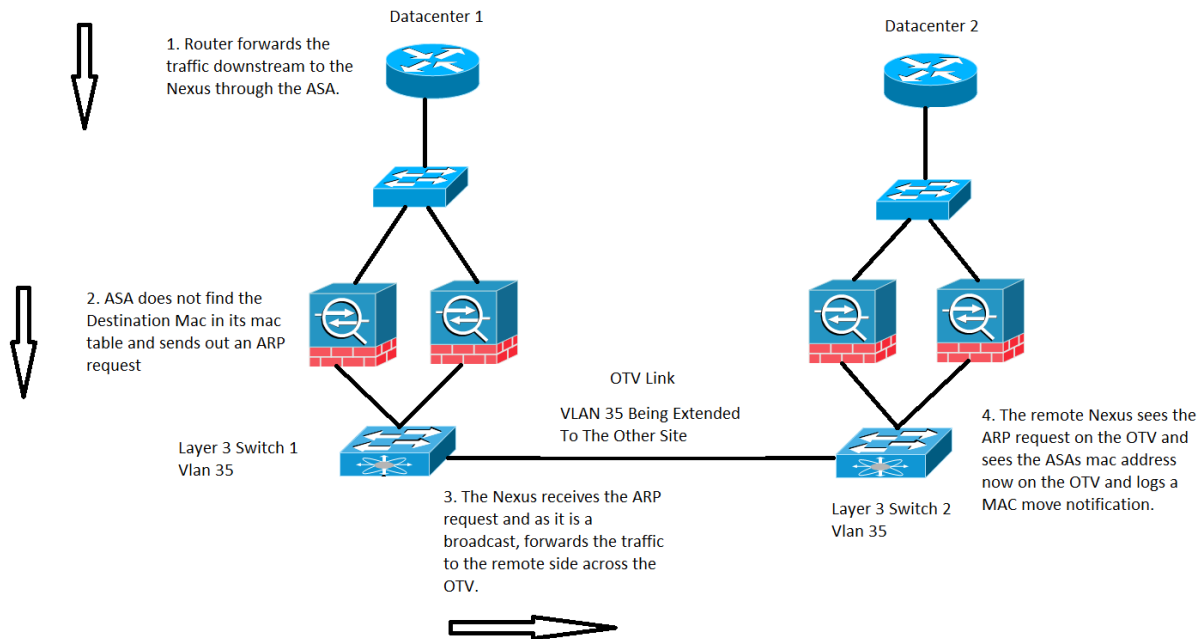 Datacenter 1
Datacenter 2
1. Router forwards the
traffic downstream to the
Nexus through the ASA.
2. ASA does not find the
Destination Mac in its mac
table and sends out an ARP
request
OTV Link
VLAN 35 Being Extended
To The Other Site
Layer 3 Switch 1
Vlan 35
3. The Nexus receives the ARP
request and as it is a
broadcast, forwards the traffic
to the remote side across the
OTV.
Layer 3 Switch 2
Vlan 35
4. The remote Nexus sees the
ARP request on the OTV and
sees the ASAs mac address
now on the OTV and logs a
MAC move notification.